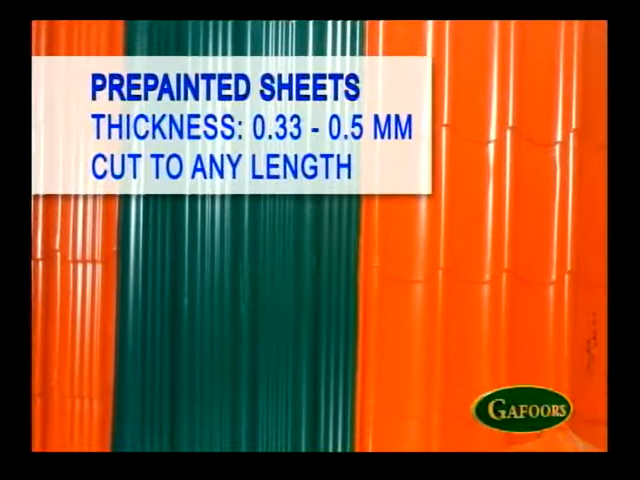 PREPAINTED SHEETS
THICKNESS: 0.33 - 0.5 MM
CUT TO ANY LENGTH
GAFOORS